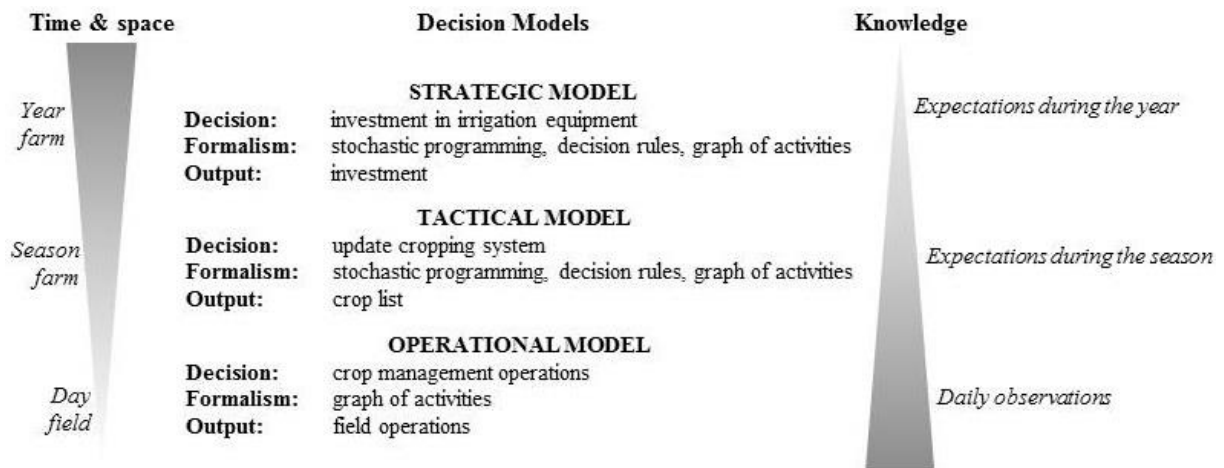 Time & space
Decision Models
Knowledge
Year
farm
STRATEGIC MODEL
Decision: investment in irrigation equipment
Formalism: stochastic programming, decision rules, graph of activities
Output: investment
Expectations during the year
Season
farm
TACTICAL MODEL
Decision: update cropping system
Formalism: stochastic programming, decision rules, graph of activities
Output: crop list
Expectations during the season
Day
field
OPERATIONAL MODEL
Decision: crop management operations
Formalism: graph of activities
Output: field operations
Daily observations